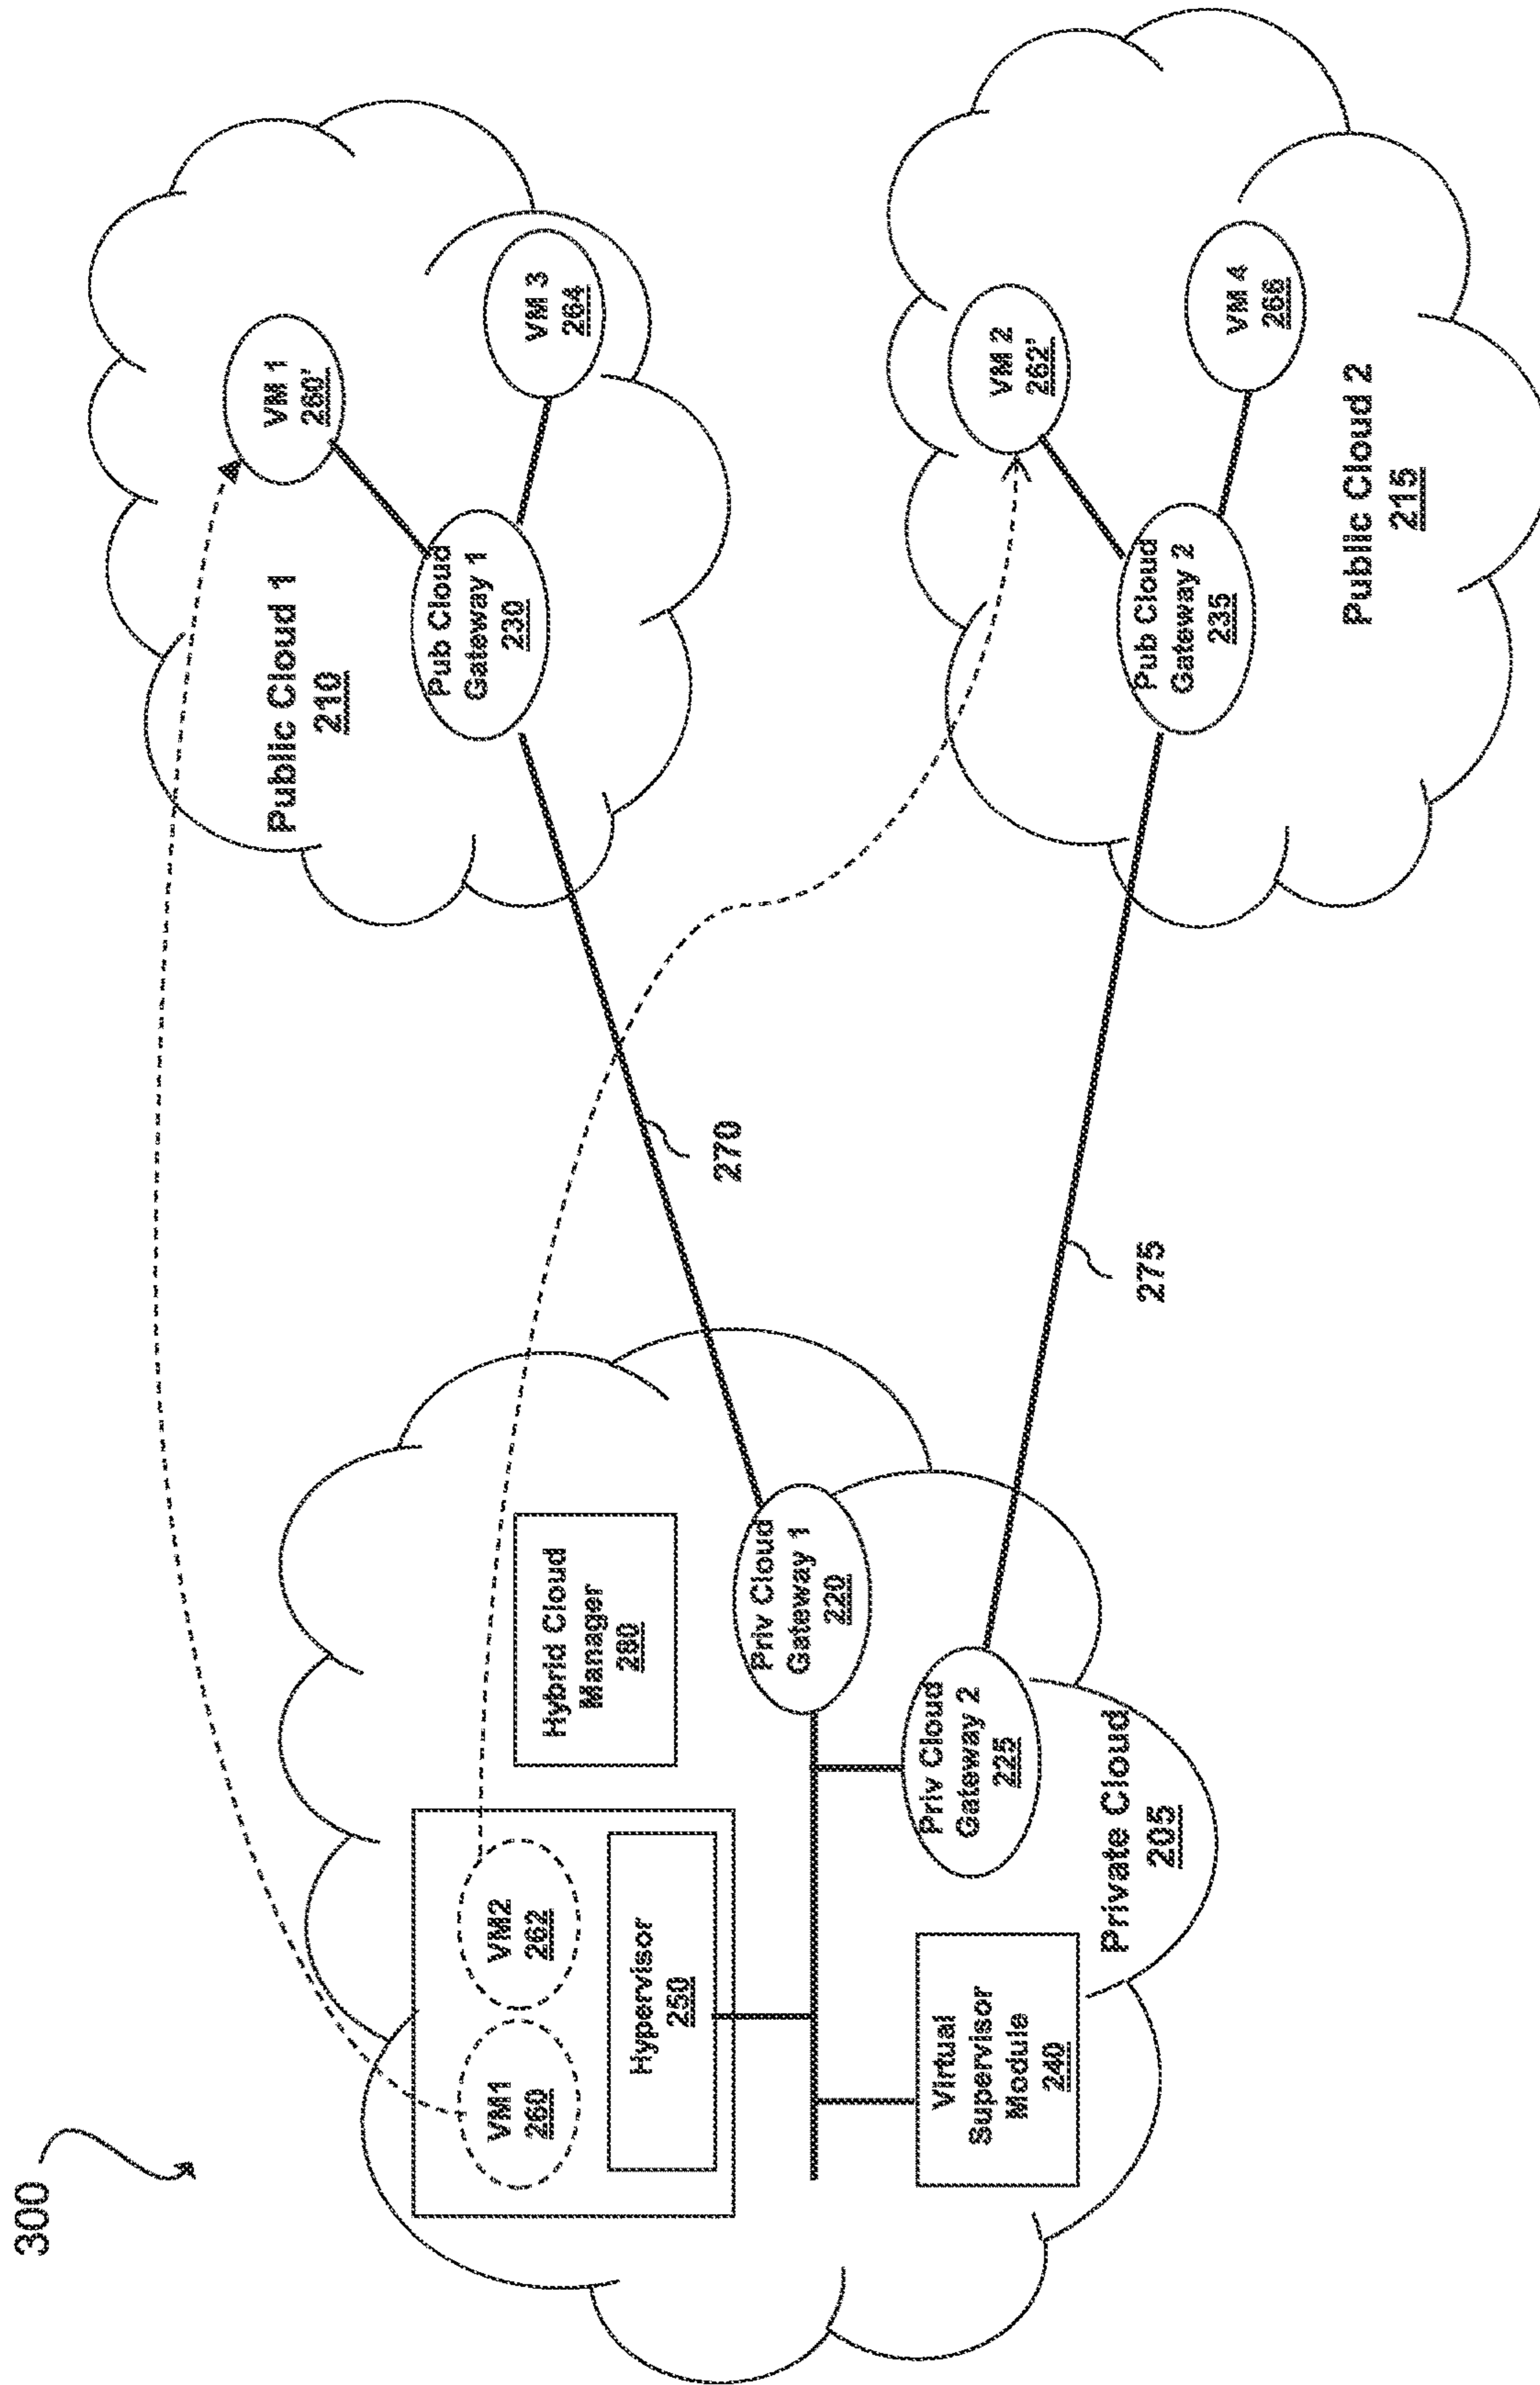 300
VM1
260
VM2
262
Hypervisor
250
Hybrid Cloud
Manager
280
Virtual
Supervisor
Module
240
Priv Cloud
Gateway 1
220
Priv Cloud
Gateway 2
225
Private Cloud
205
270
275
Public Cloud 1
210
Pub Cloud
Gateway 1
230
VM 1
260'
VM 3
264
VM 2
262'
Pub Cloud
Gateway 2
235
VM 4
266
Public Cloud 2
215